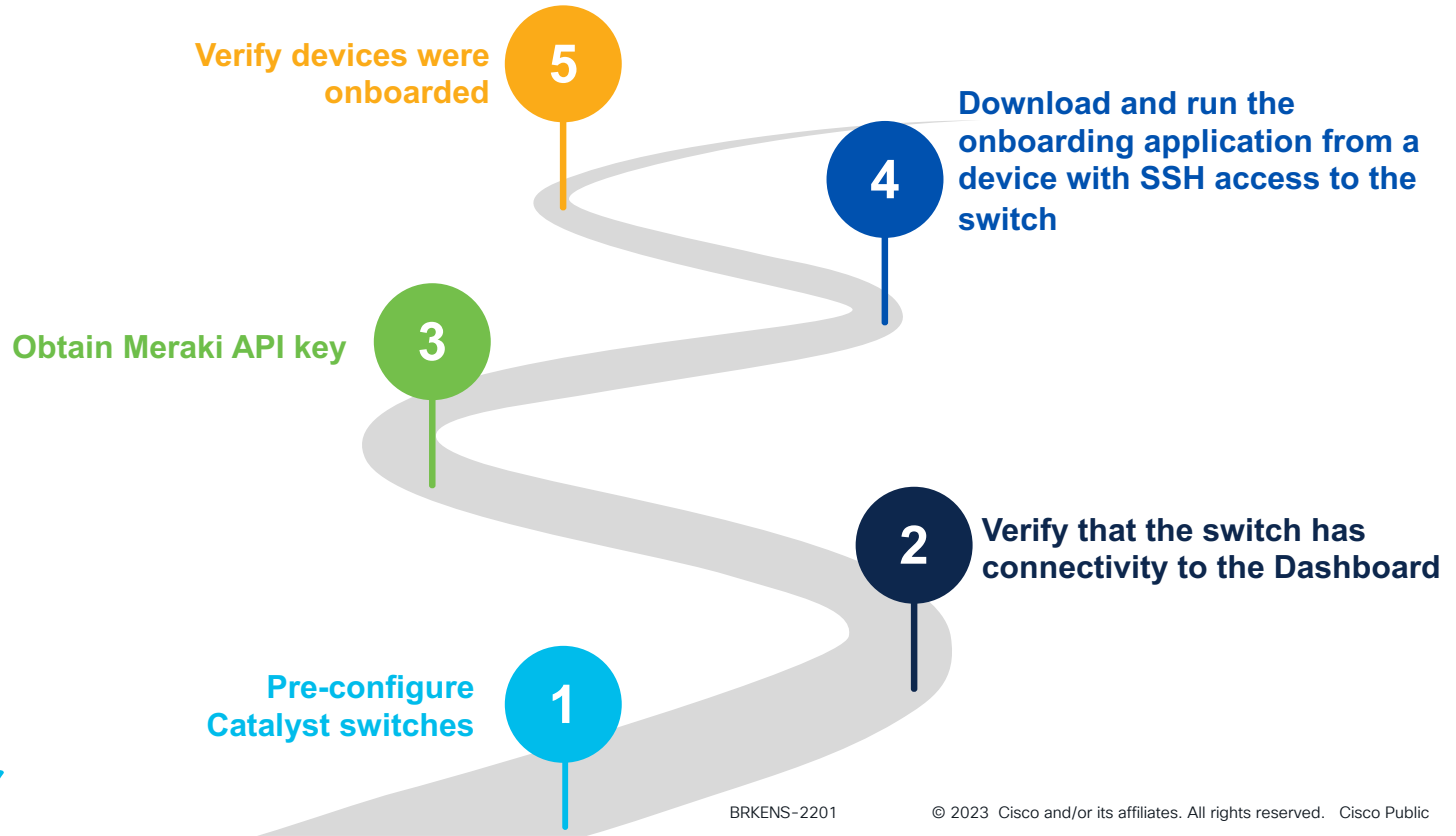 Verify devices were
onboarded
5
Download and run the
onboarding application from a
device with SSH access to the
switch
4
Obtain Meraki API key
3
2
Verify that the switch has
connectivity to the Dashboard
Pre-configure
Catalyst switches
1
BRKENS-2201
© 2023 Cisco and/or its affiliates. All rights reserved. Cisco Public